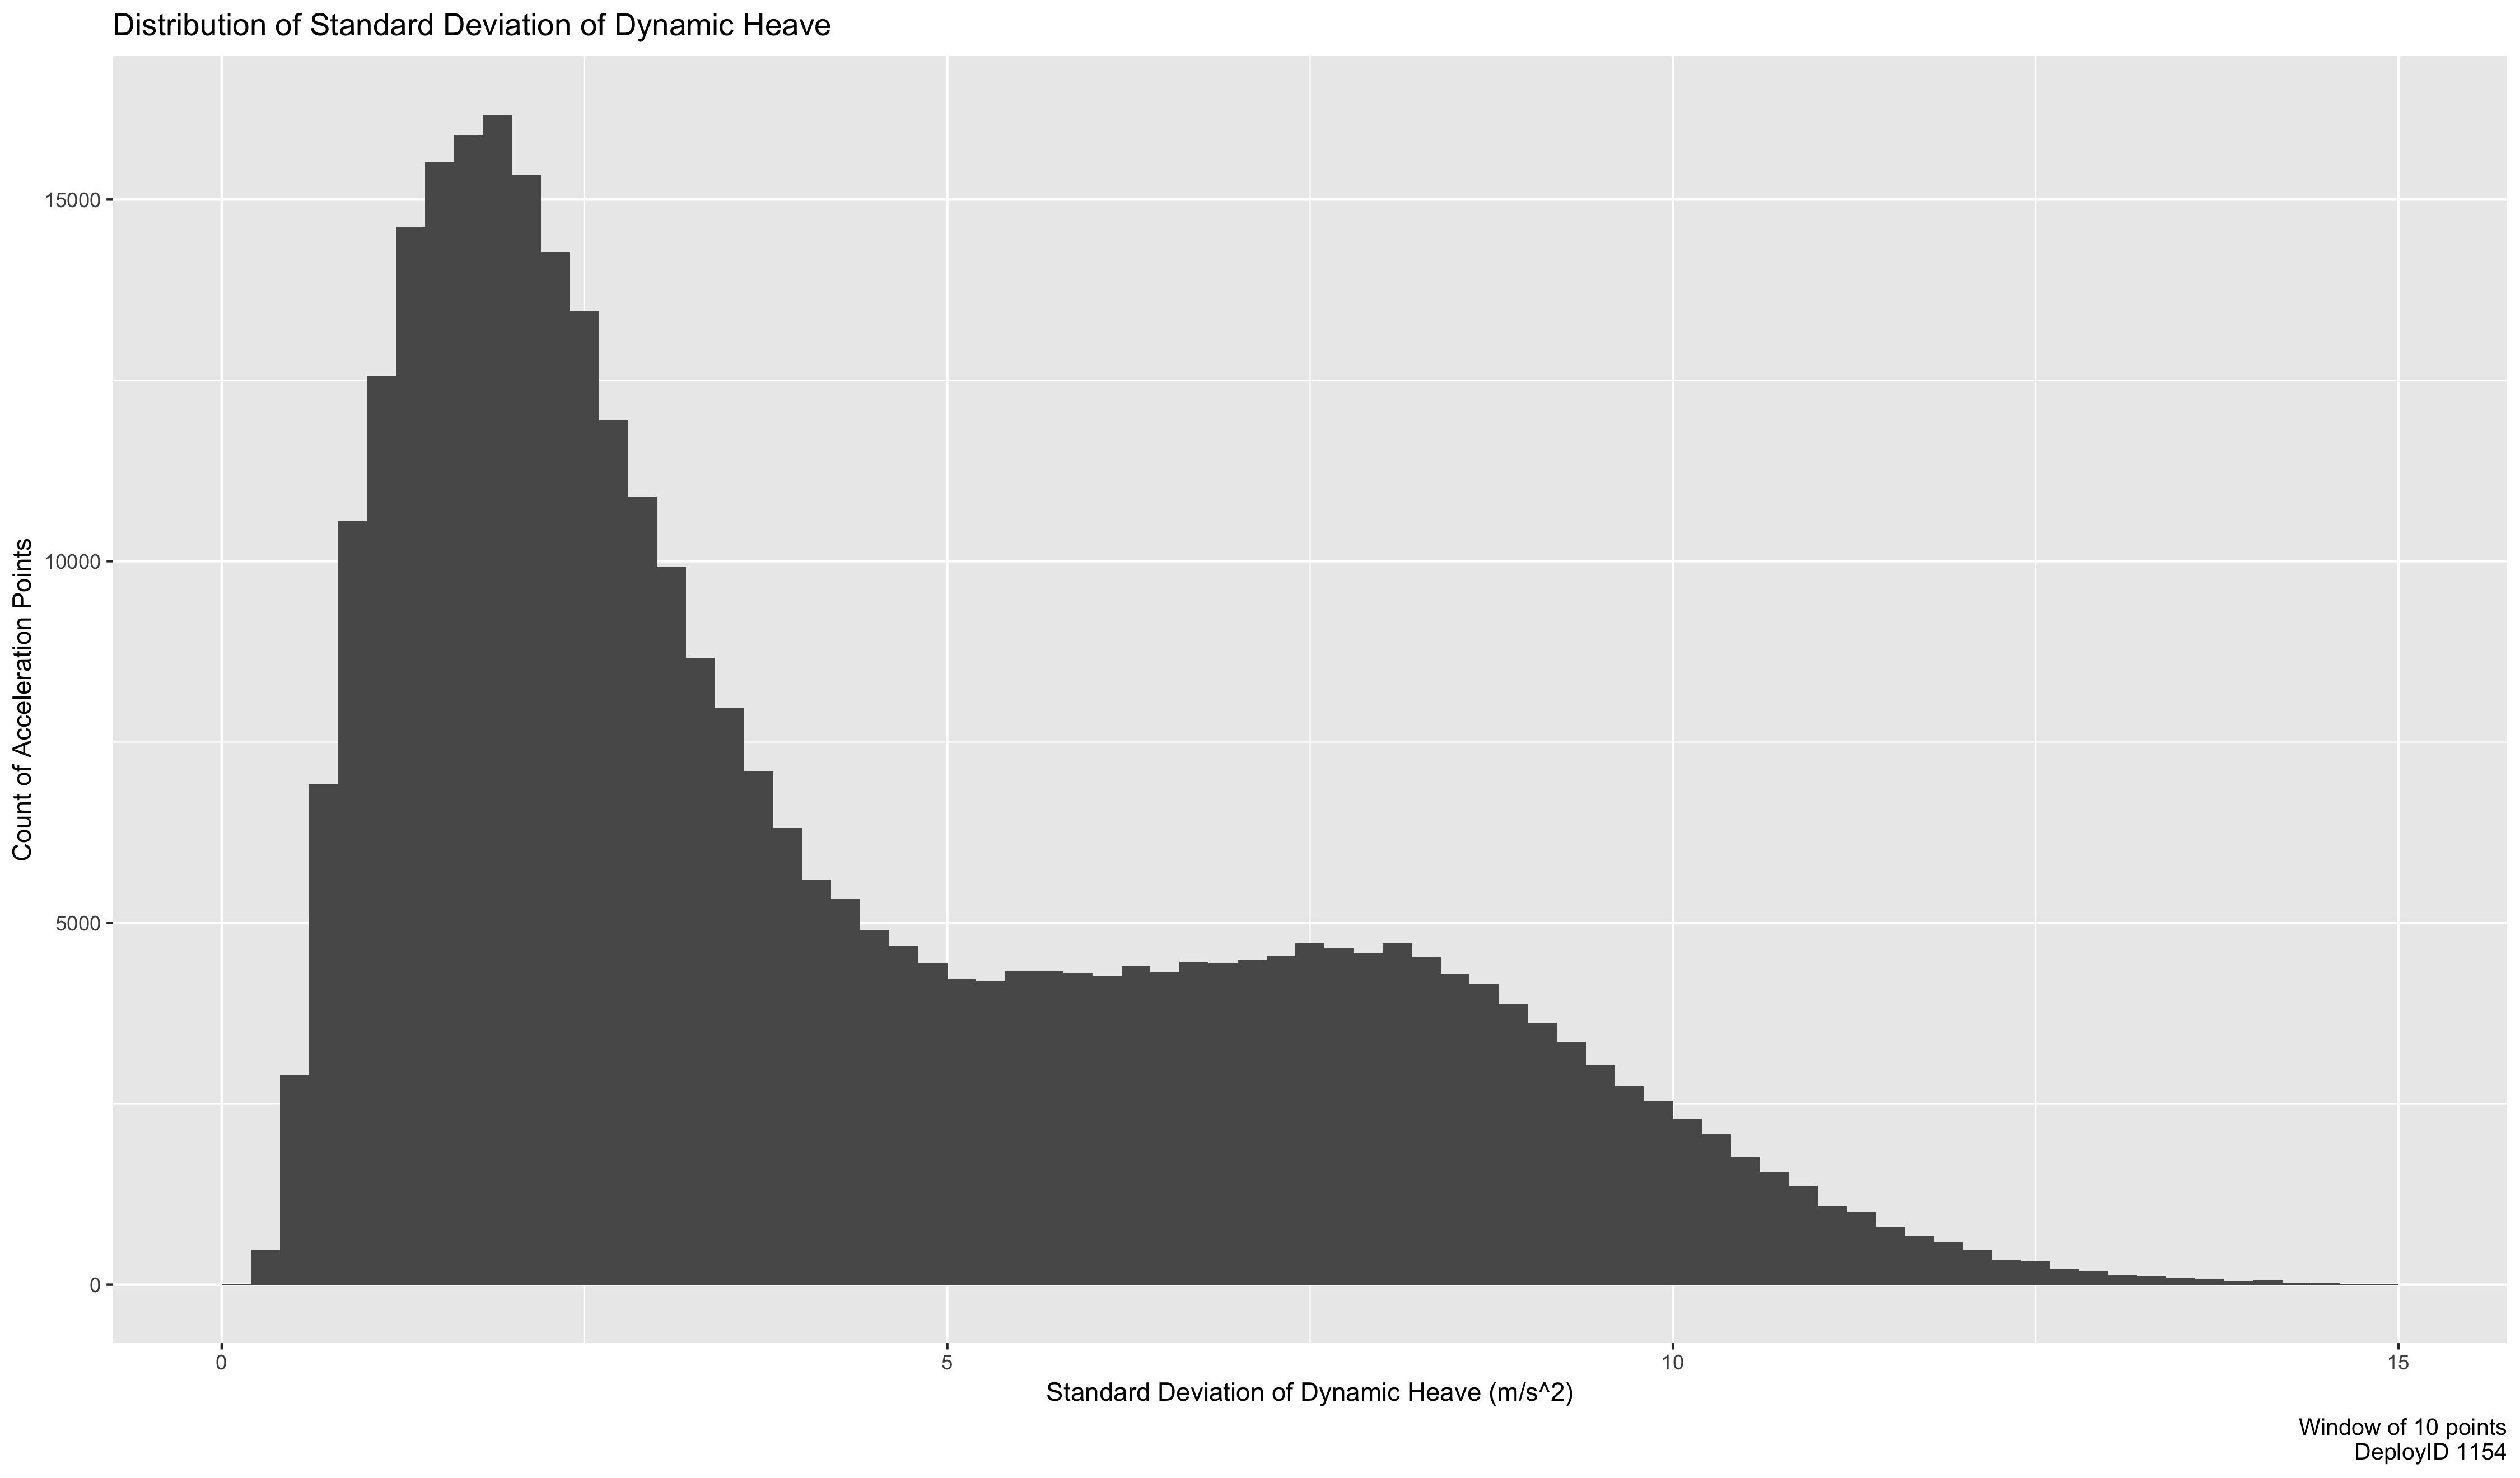 Distribution of Standard Deviation of Dynamic Heave
Count of Acceleration Points
15000
10000
5000
0
0
5
10
15
Standard Deviation of Dynamic Heave (m/s^2)
Window of 10 points
DeployID 1154